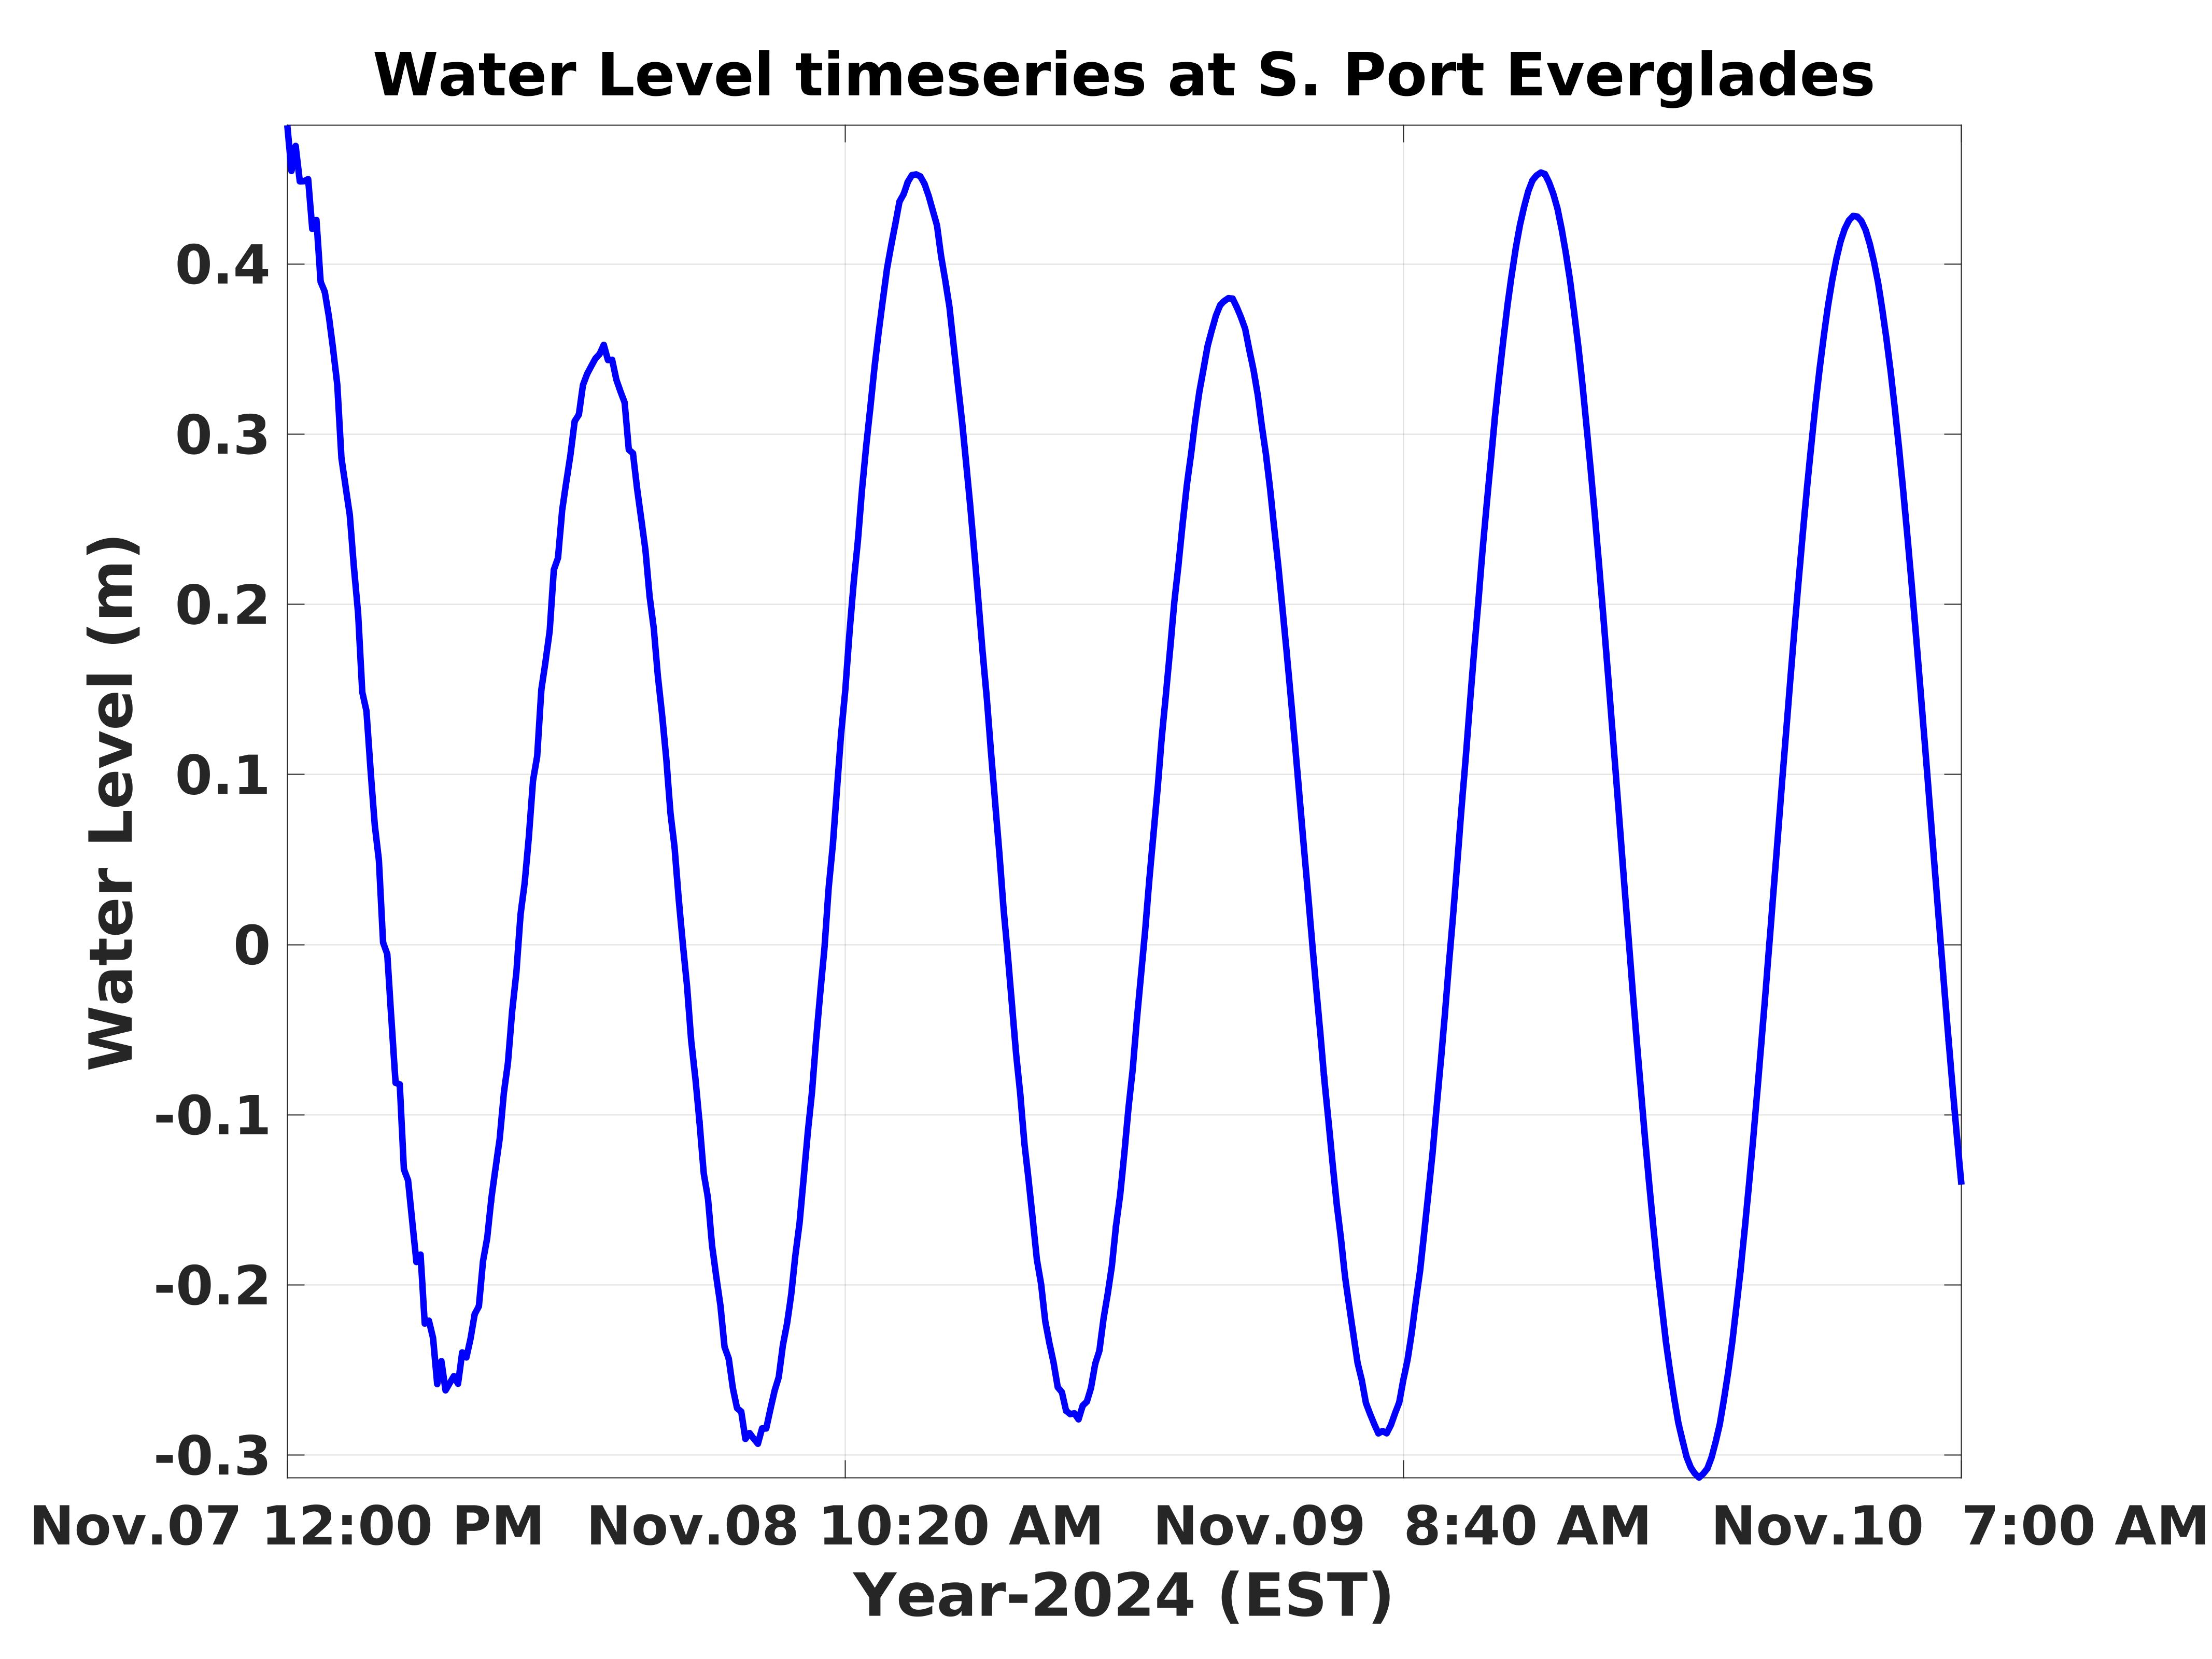 Water Level timeseries at S. Port Everglades
0.4
0.3
0.2
0.1
0
-0.1
-0.2
-0.3
Water Level (m)
Nov.07 12:00 PM Nov.08 10:20 AM Nov.09 8:40 AM Nov.10 7:00 AM
Year-2024 (EST)